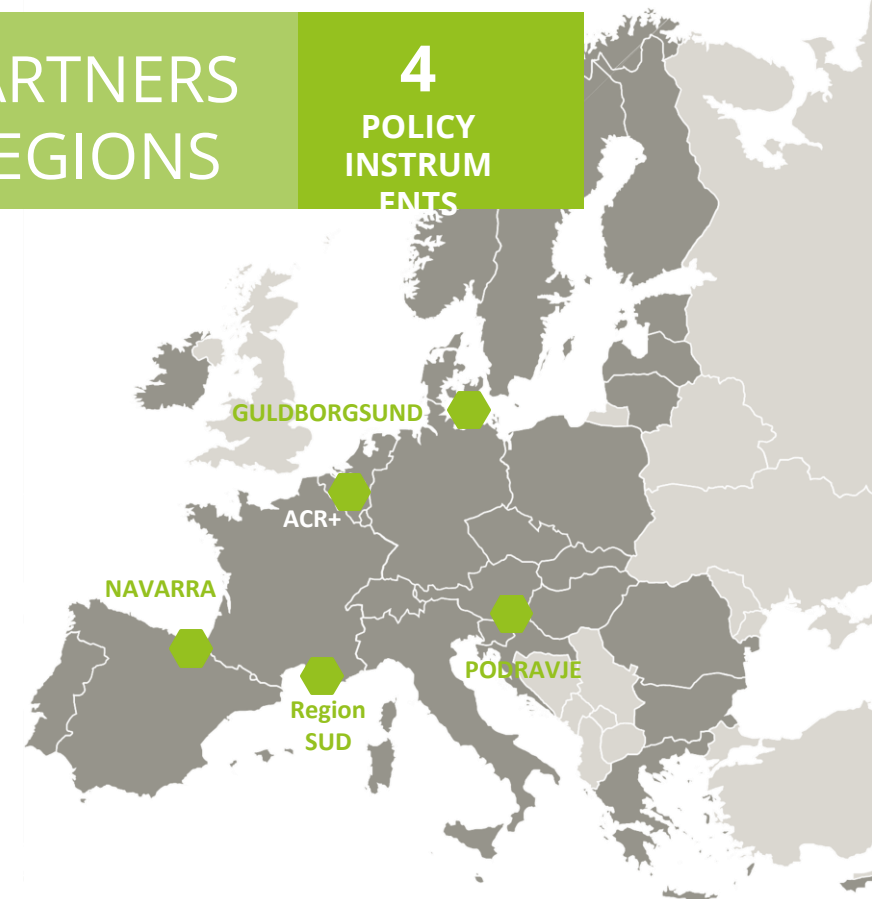 ARTNERS
EGIONS
4
POLICY
INSTRUM
ENTS
GULDBORGSUND
ACR+
NAVARRA
PODRAVJE
Region
SUD